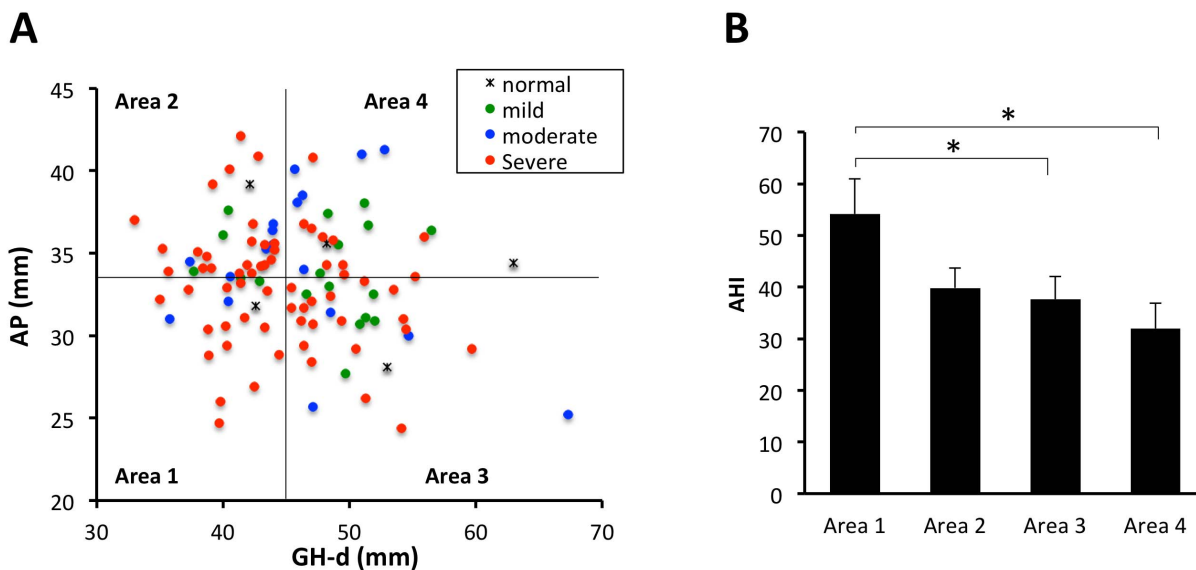 A
45
40
35
30
25
20
AP (mm)
Area 2
Area 4
Area 1
Area 3
normal
mild
moderate
Severe
30
40
50
60
70
GH-d (mm)
B
70
60
50
40
30
20
10
0
AHI
*
*
Area 1
Area 2
Area 3
Area 4